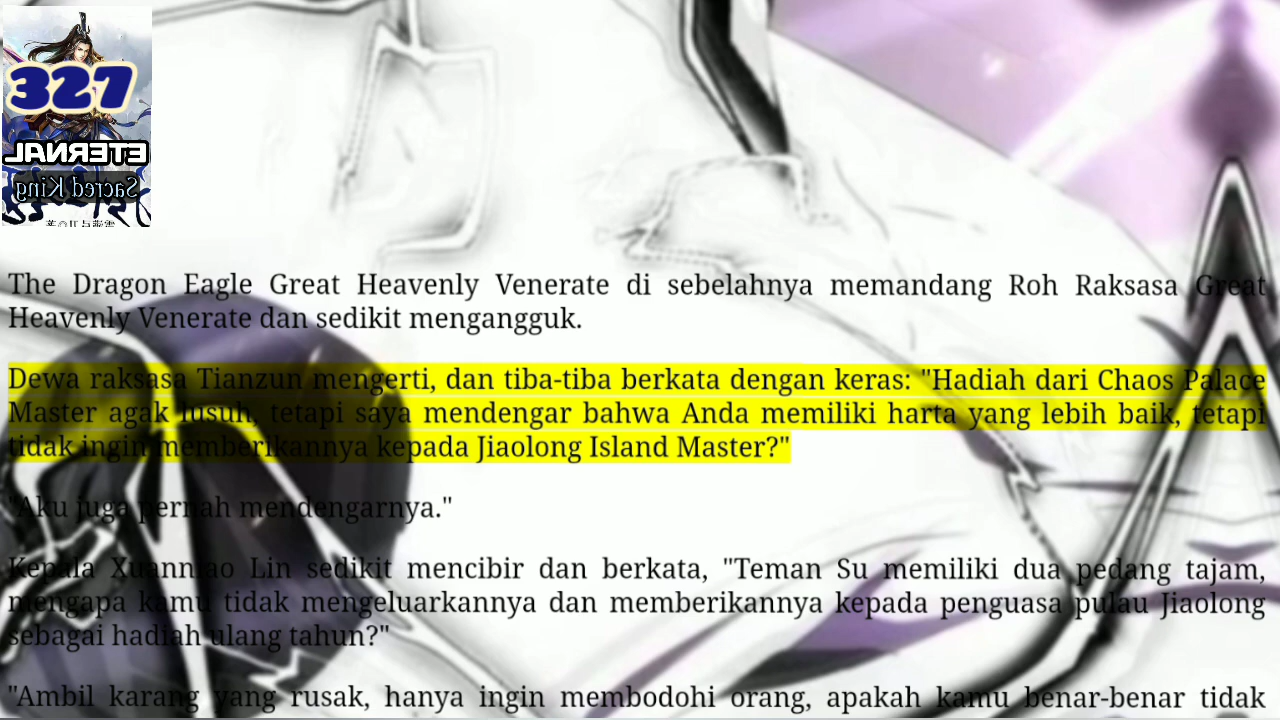 327
ETERNAL
Sacred King
The Dragon Eagle Great Heavenly Venerate di sebelahnya memandang Roh Raksasa Great
Heavenly Venerate dan sedikit mengangguk.
Dewa raksasa Tianzun mengerti, dan tiba-tiba berkata dengan keras: "Hadiah dari Chaos Palace
Master agak lusuh, tetapi saya mendengar bahwa Anda memiliki harta yang lebih baik, tetapi
tidak ingin memberikannya kepada Jiaolong Island Master?"
"Aku juga pernah mendengarnya."
Kepala Xuanniao Lin sedikit mencibir dan berkata, "Teman Su memiliki dua pedang tajam,
mengapa kamu tidak mengeluarkannya dan memberikannya kepada penguasa pulau Jiaolong
sebagai hadiah ulang tahun?"
"Ambil karang yang rusak, hanya ingin membodohi orang, apakah kamu benar-benar tidak